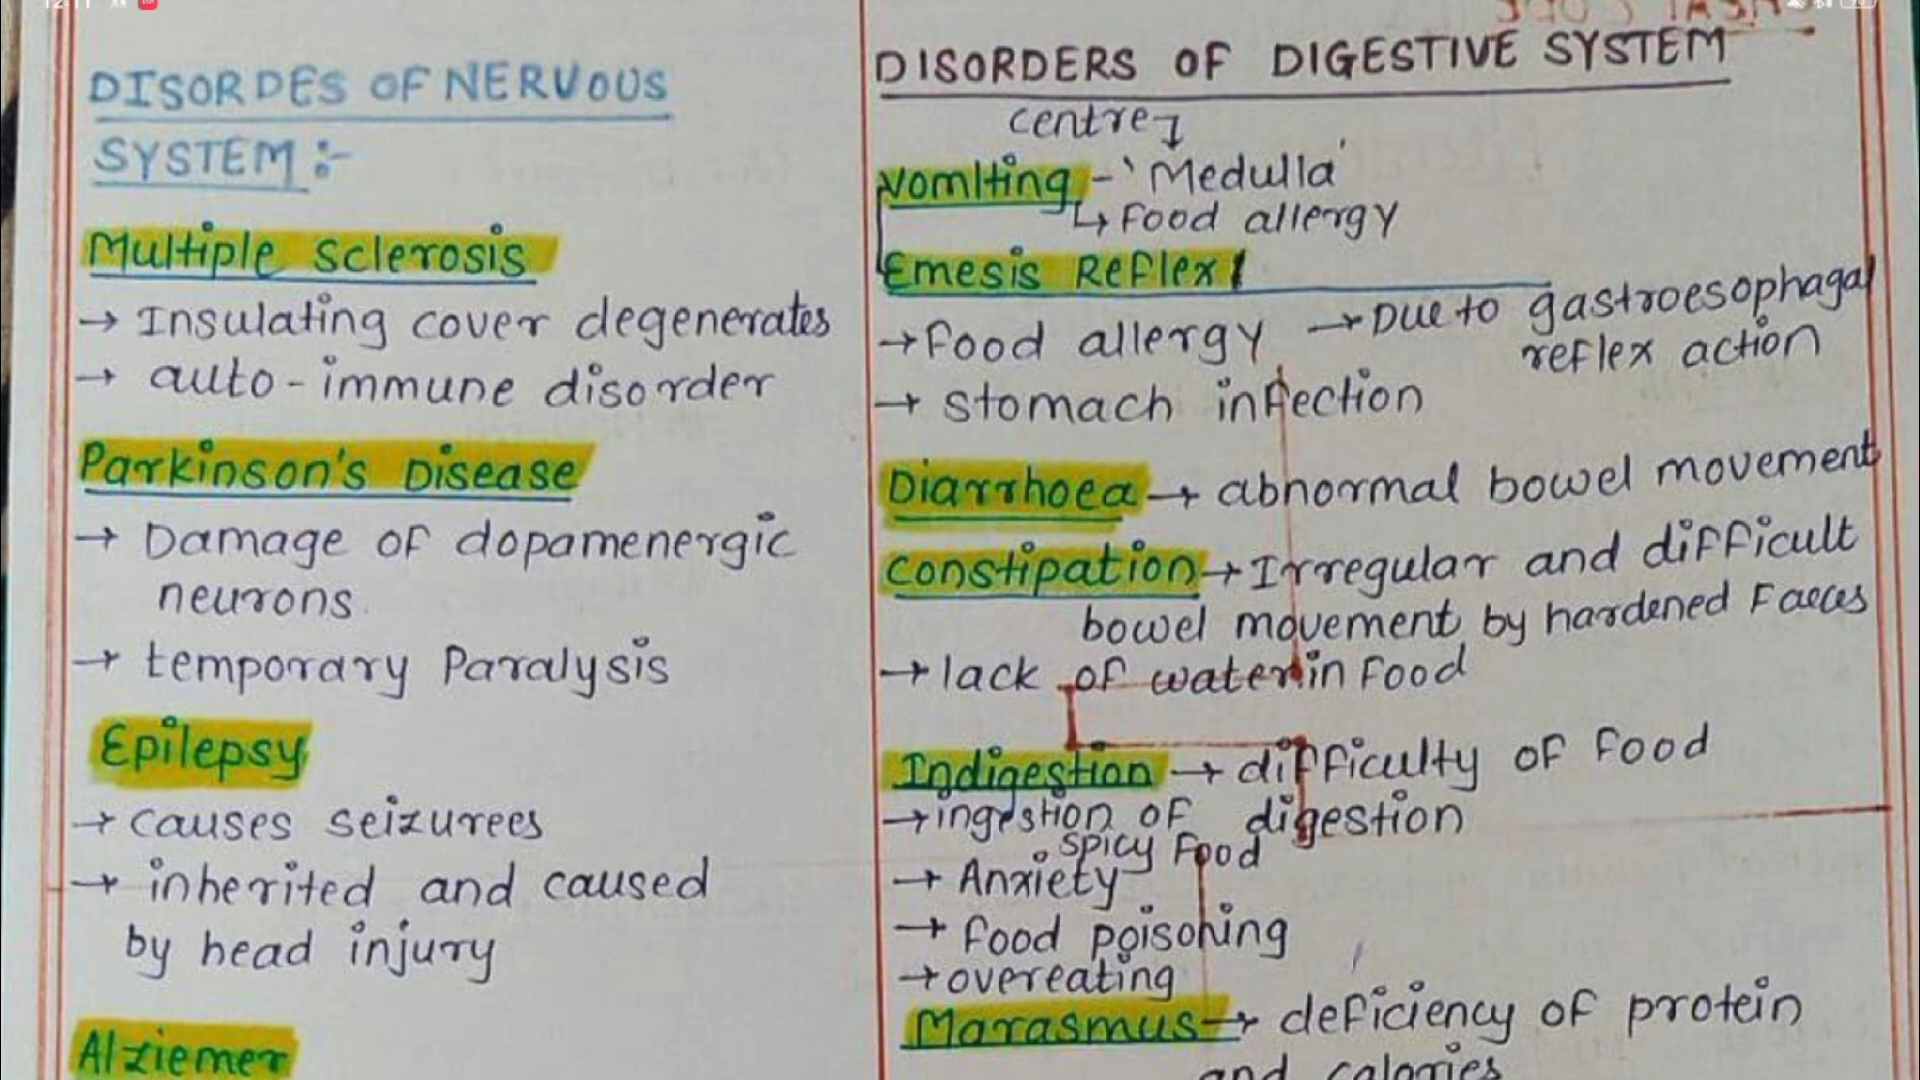 12:11
DISORDES OF NERVOUS
SYSTEM :-
Multiple Sclerosis
→ Insulating cover degenerates
→ auto-immune disorder
Parkinson's Disease
→ Damage of dopamenergic
neurons
→ temporary Paralysis
Epilepsy
→ causes seizurees
→ inherited and caused
by head injury
Alziemer
DISORDERS OF DIGESTIVE SYSTEM
centre
Vomiting - 'Medulla'
↳ Food allergy
Emesis Reflex
→ Food allergy → Due to gastroesophagal
reflex action
→ stomach infection
Diarrhoea → abnormal bowel movement
Constipation → Irregular and difficult
bowel movement by hardened Faeces
→ lack of water in Food
Indigestion → difficulty of Food
→ ingestion of digestion
spicy Food
→ Anxiety
→ Food poisoning
→ overeating
Marasmus → deficiency of protein
and calories